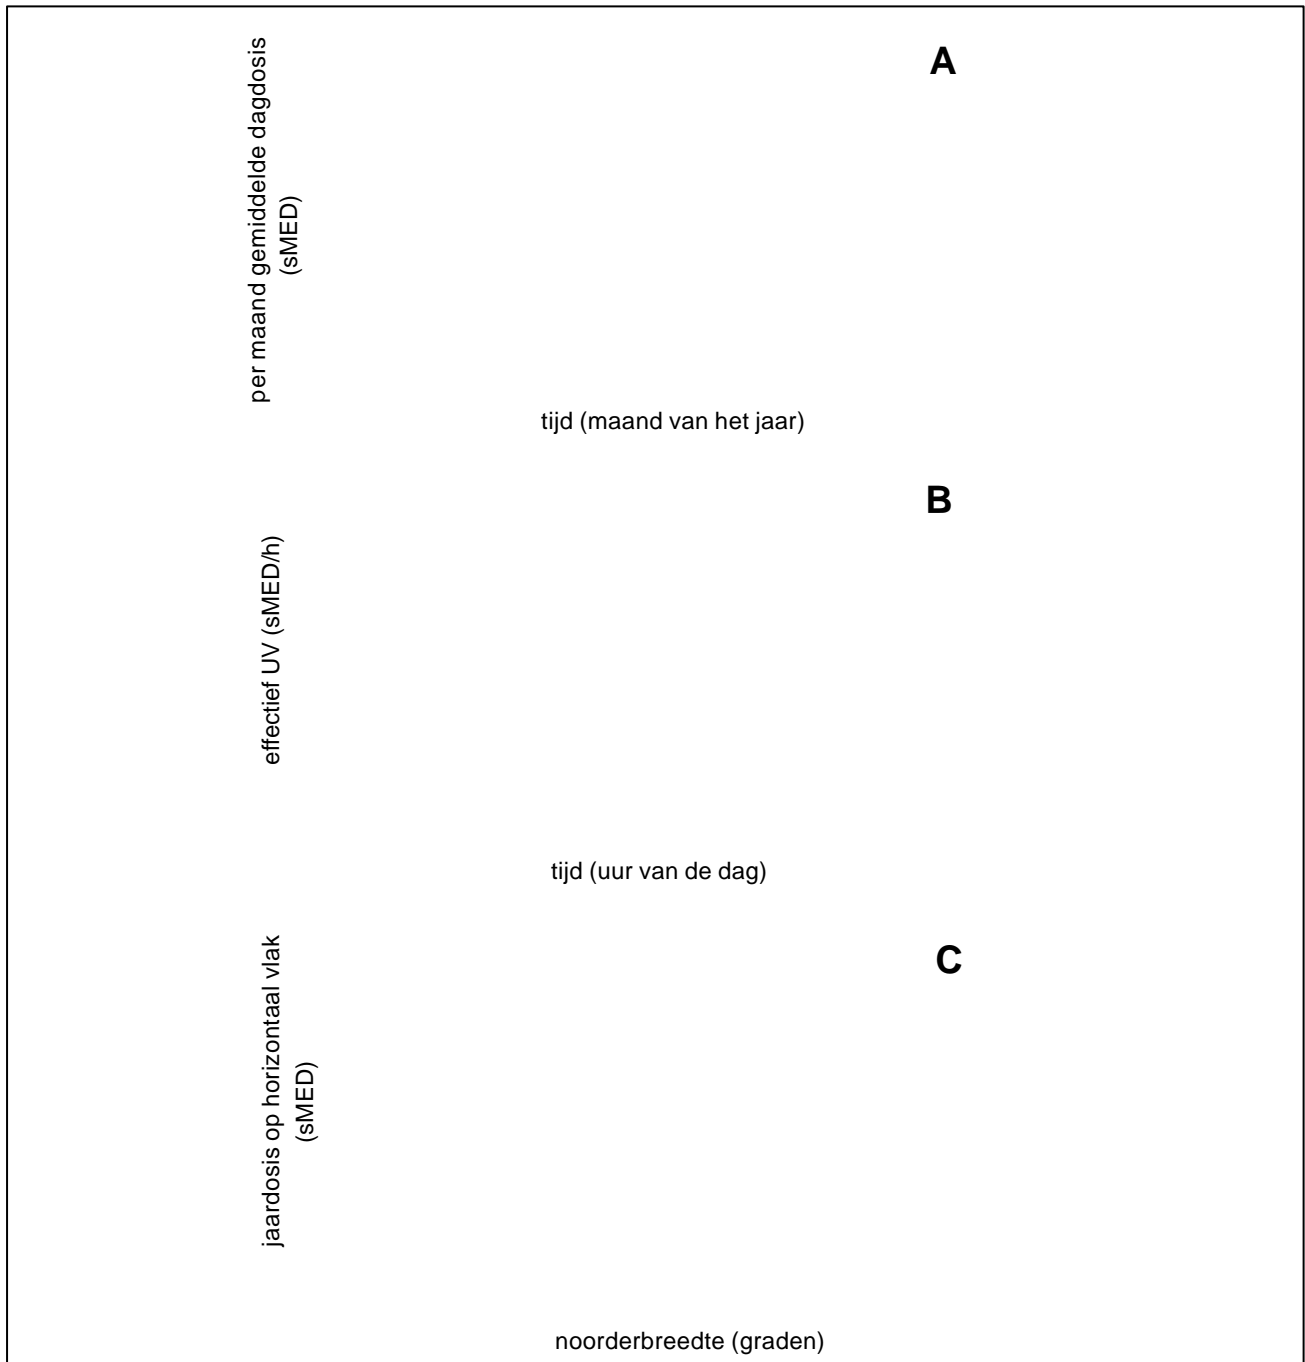 A
per maand gemiddelde dagdosis
(sMED)
tijd (maand van het jaar)
B
effectief UV (sMED/h)
tijd (uur van de dag)
C
jaardosis op horizontaal vlak
(sMED)
noorderbreedte (graden)